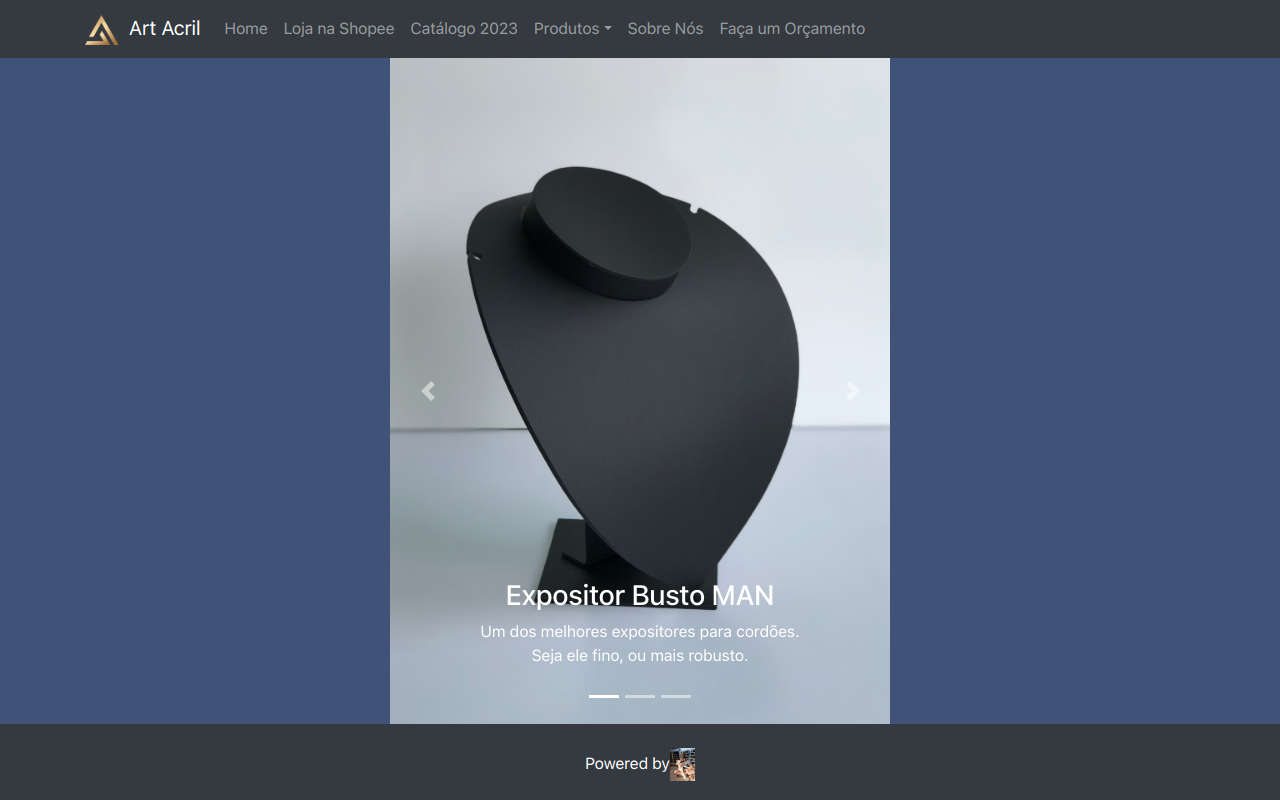 Art Acril
Home
Loja na Shopee
Catálogo 2023
Produtos
Sobre Nós
Faça um Orçamento
Expositor Busto MAN
Um dos melhores expositores para cordões.
Seja ele fino, ou mais robusto.
Powered by